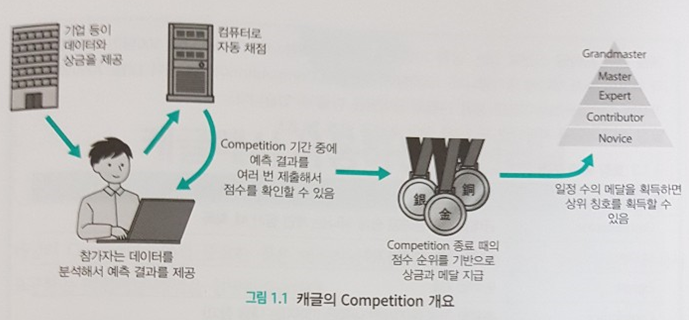 기업 등이
데이터와
상금을 제공
컴퓨터로
자동 채점
Competition 기간 중에
예측 결과를
여러 번 제출해서
점수를 확인할 수 있음
참가자는 데이터를
분석해서 예측 결과를 제공
銀
金
銅
Competition 종료 때의
점수 순위를 기반으로
상금과 메달 지급
Grandmaster
Master
Expert
Contributor
Novice
일정 수의 메달을 획득하면
상위 칭호를 획득할 수
있음
그림 1.1 캐글의 Competition 개요